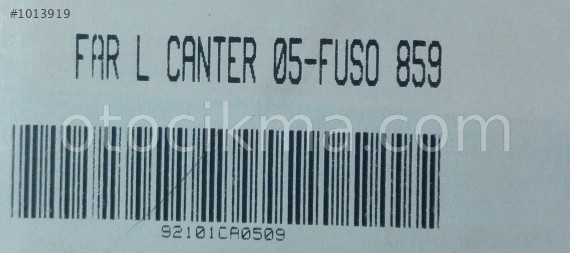 #1013919
FAR L CANTER 05-FUSO 859
otocikma.com
92101CA0509